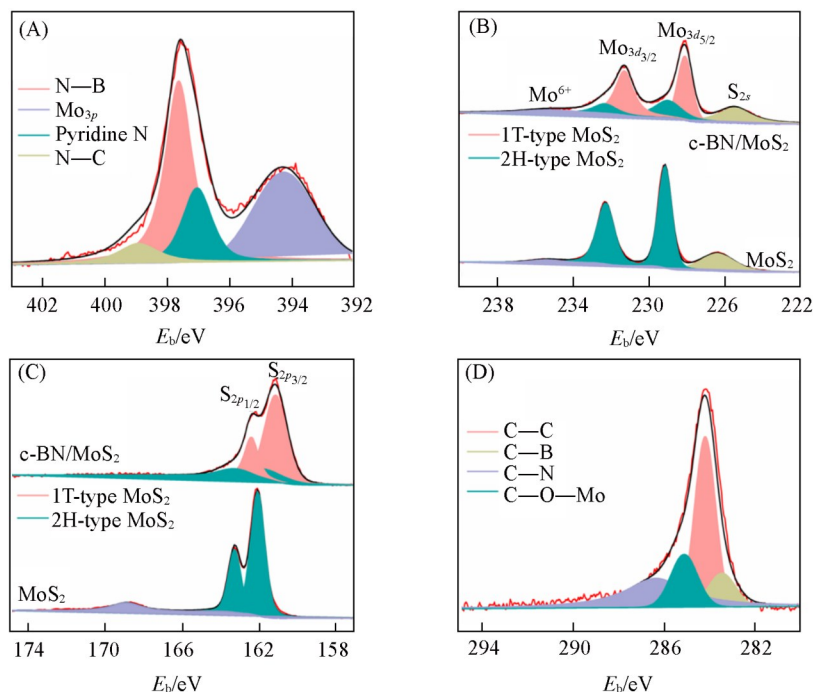 (A)
N—B
Mo3p
Pyridine N
N—C
402 400 398 396 394 392
Eb/eV
(B)
Mo3d5/2
Mo3d3/2
Mo6+
S2s
1T-type MoS2
c-BN/MoS2
2H-type MoS2
MoS2
238 234 230 226 222
Eb/eV
(C)
S2p3/2
S2p1/2
c-BN/MoS2
1T-type MoS2
2H-type MoS2
MoS2
174 170 166 162 158
Eb/eV
(D)
C—C
C—B
C—N
C—O—Mo
294 290 286 282
Eb/eV